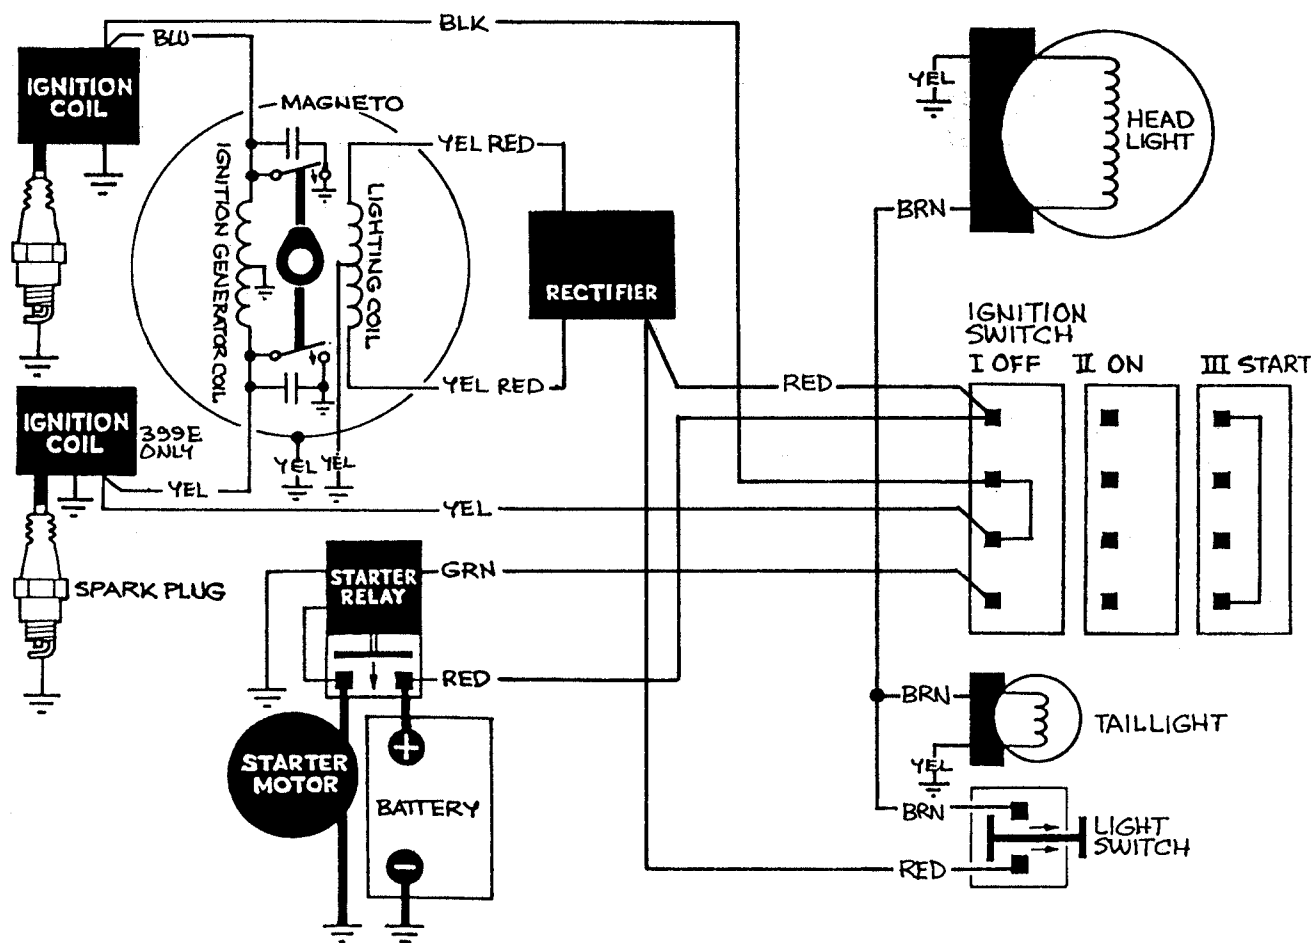 BLK
BLU
IGNITION
COIL
MAGNETO
YEL
HEAD
LIGHT
YEL RED
IGNITION GENERATOR COIL
LIGHTING COIL
BRN
RECTIFIER
IGNITION
SWITCH
I OFF
II ON
III START
YEL RED
RED
IGNITION
COIL
399E
ONLY
YEL
YEL
YEL
YEL
STARTER
RELAY
GRN
SPARK PLUG
RED
BRN
TAILLIGHT
STARTER
MOTOR
+
YEL
BATTERY
BRN
LIGHT
SWITCH
-
RED